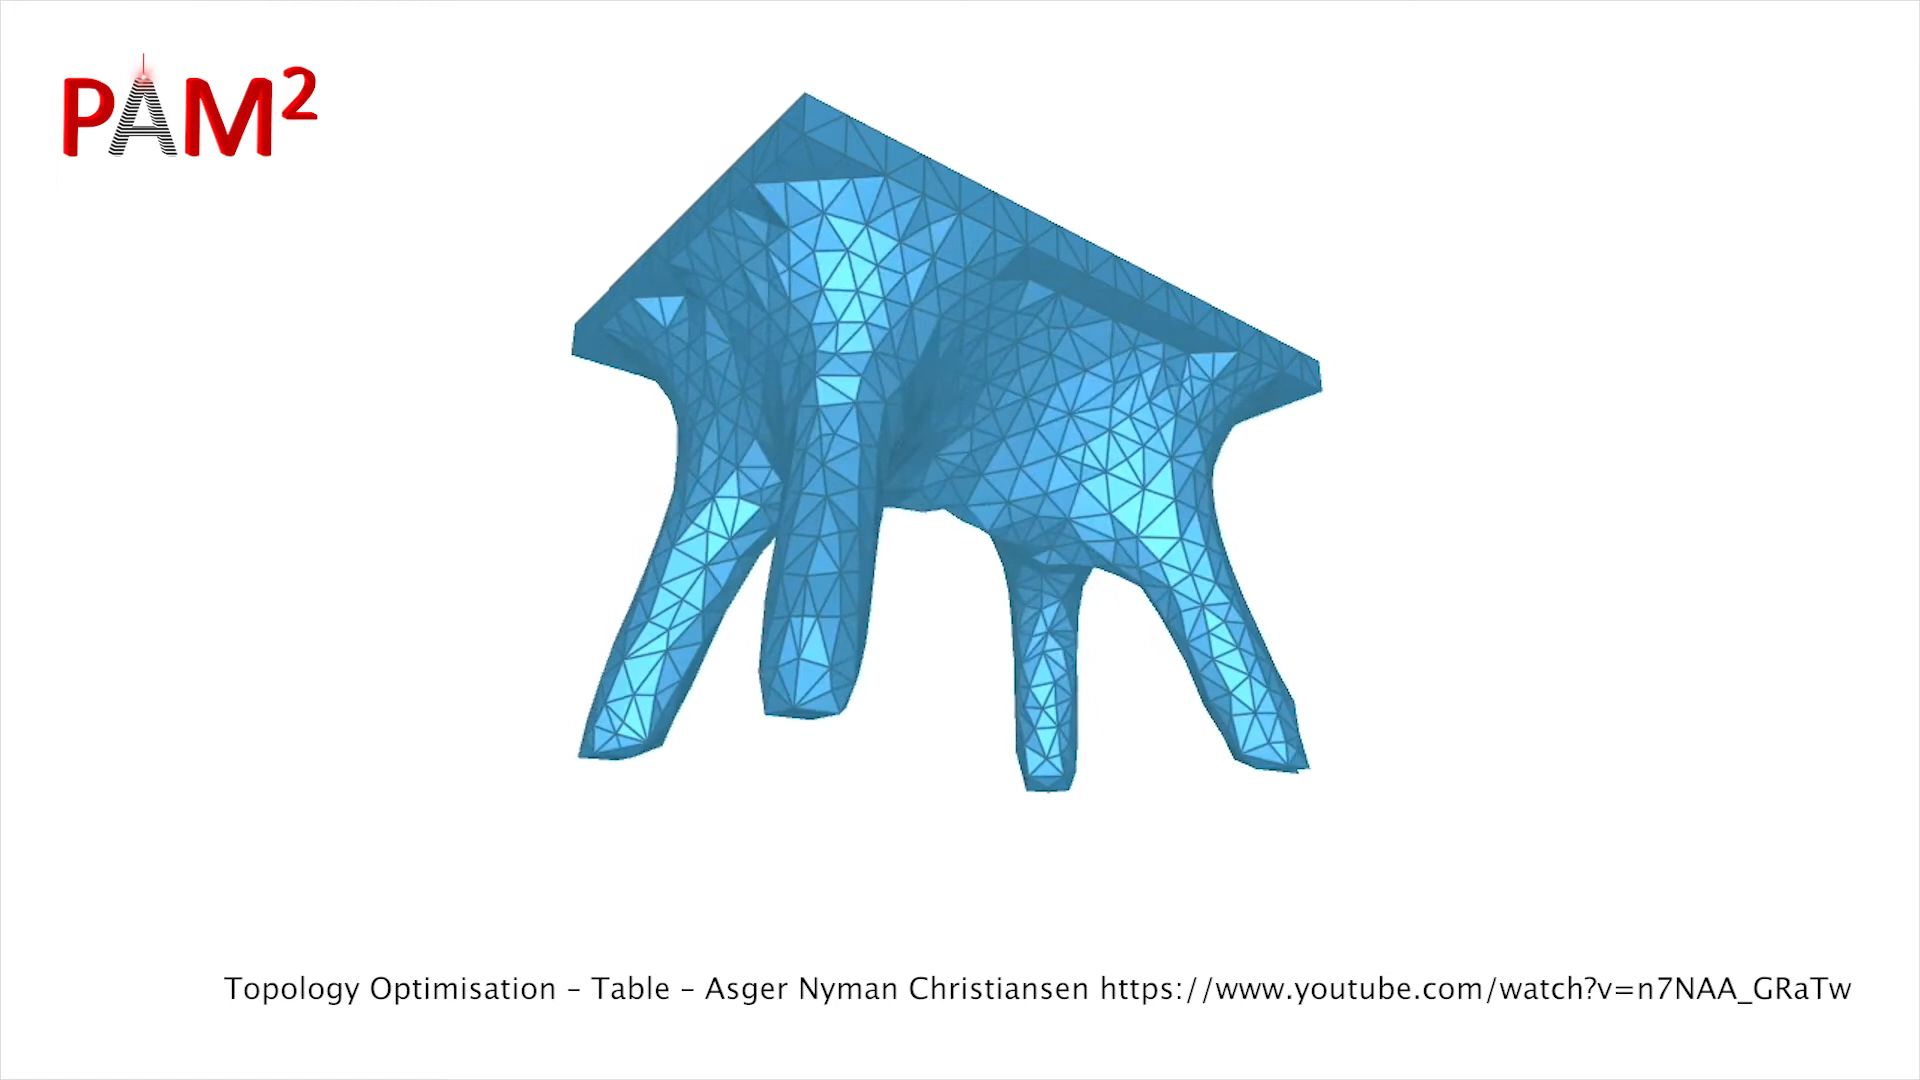 PAM²
Topology Optimisation – Table – Asger Nyman Christiansen https://www.youtube.com/watch?v=n7NAA_GRaTw